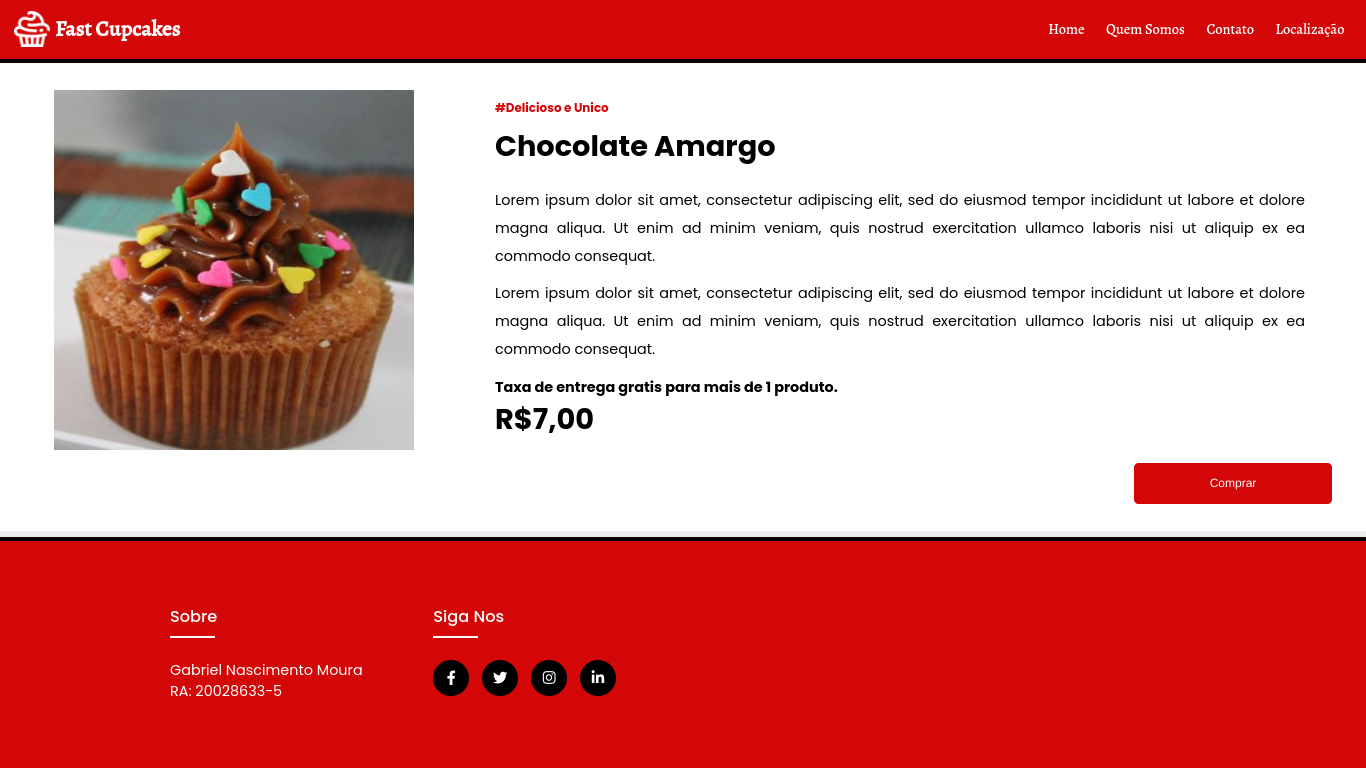 Fast Cupcakes
Home Quem Somos Contato Localização
#Delicioso e Unico
Chocolate Amargo
Lorem ipsum dolor sit amet, consectetur adipiscing elit, sed do eiusmod tempor incididunt ut labore et dolore
magna aliqua. Ut enim ad minim veniam, quis nostrud exercitation ullamco laboris nisi ut aliquip ex ea
commodo consequat.
Lorem ipsum dolor sit amet, consectetur adipiscing elit, sed do eiusmod tempor incididunt ut labore et dolore
magna aliqua. Ut enim ad minim veniam, quis nostrud exercitation ullamco laboris nisi ut aliquip ex ea
commodo consequat.
Taxa de entrega gratis para mais de 1 produto.
R$7,00
Comprar
Sobre
Gabriel Nascimento Moura
RA: 20028633-5
Siga Nos